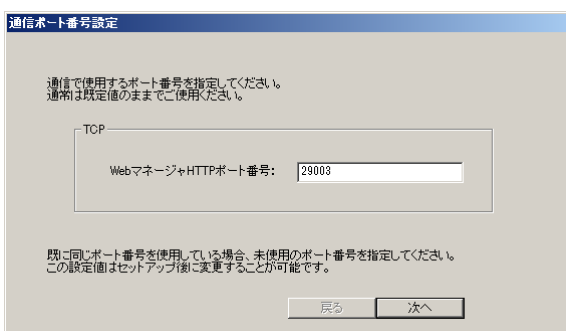 通信ポート番号設定
通信で使用するポート番号を指定してください。
通常は既定値のままでご使用ください。
TCP
WebマネージャHTTPポート番号:
29003
既に同じポート番号を使用している場合、未使用のポート番号を指定してください。
この設定値はセットアップ後に変更することが可能です。
戻る
次へ